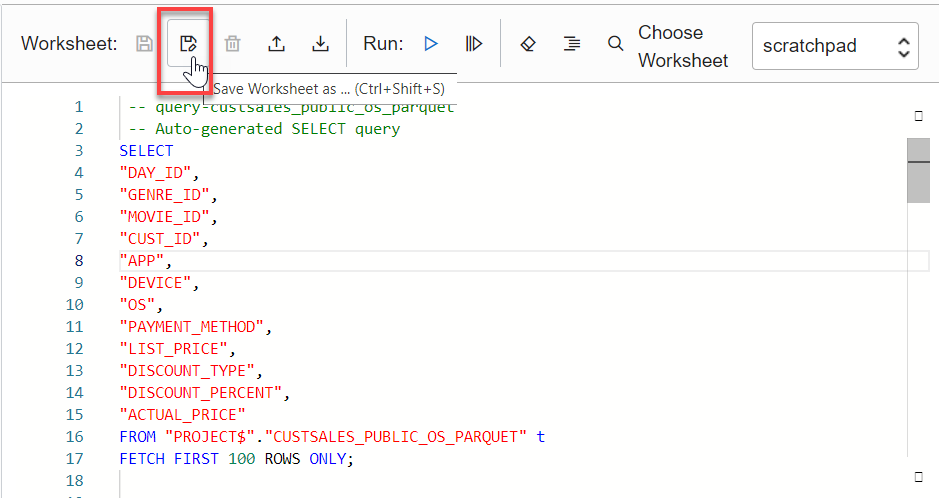 Worksheet: Run: Choose Worksheet scratchpad
Save Worksheet as ... (Ctrl+Shift+S)
1 -- query-custsales_public_os_parquet
2 -- Auto-generated SELECT query
3 SELECT
4 "DAY_ID",
5 "GENRE_ID",
6 "MOVIE_ID",
7 "CUST_ID",
8 "APP",
9 "DEVICE",
10 "OS",
11 "PAYMENT_METHOD",
12 "LIST_PRICE",
13 "DISCOUNT_TYPE",
14 "DISCOUNT_PERCENT",
15 "ACTUAL_PRICE"
16 FROM "PROJECT$"."CUSTSALES_PUBLIC_OS_PARQUET" t
17 FETCH FIRST 100 ROWS ONLY;
18